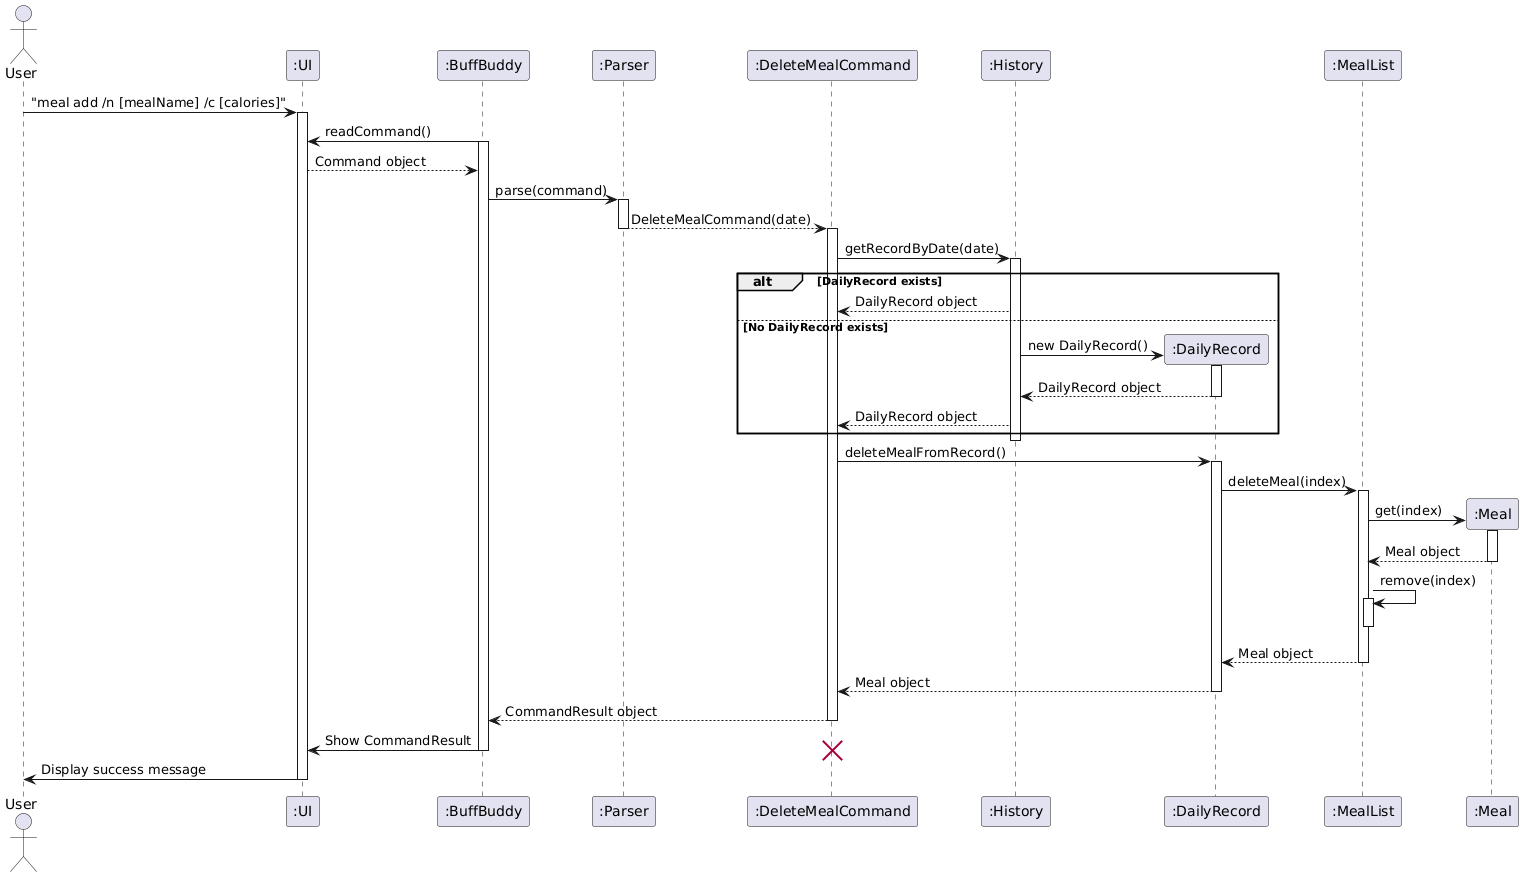 User
:UI
:BuffBuddy
:Parser
:DeleteMealCommand
:History
:MealList
"meal add /n [mealName] /c [calories]"
readCommand()
Command object
parse(command)
DeleteMealCommand(date)
getRecordByDate(date)
alt
[DailyRecord exists]
DailyRecord object
[No DailyRecord exists]
new DailyRecord()
:DailyRecord
DailyRecord object
DailyRecord object
deleteMealFromRecord()
deleteMeal(index)
get(index)
:Meal
Meal object
remove(index)
Meal object
Meal object
CommandResult object
Show CommandResult
Display success message
User
:UI
:BuffBuddy
:Parser
:DeleteMealCommand
:History
:DailyRecord
:MealList
:Meal